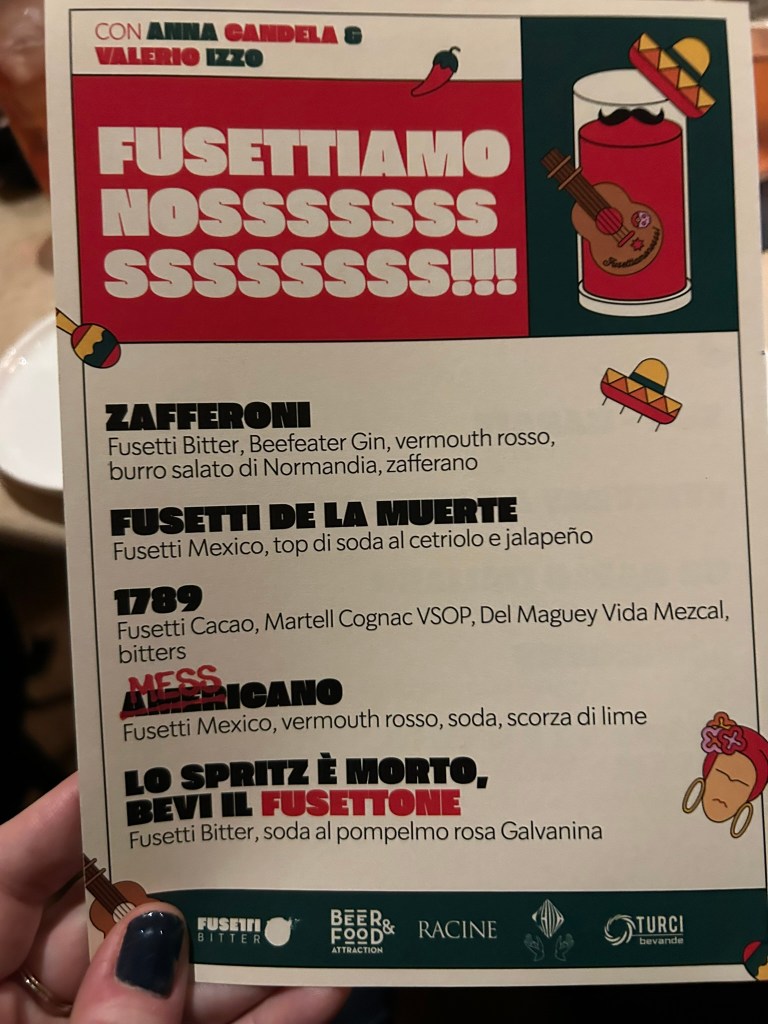 CON ANNA CANDELA &
VALERIO IZZO
FUSETTIAMO
NOSSSSSSS
SSSSSSSSS!!!
Fusettiamonosss!
ZAFFERONI
Fusetti Bitter, Beefeater Gin, vermouth rosso,
burro salato di Normandia, zafferano
FUSETTI DE LA MUERTE
Fusetti Mexico, top di soda al cetriolo e jalapeño
1789
Fusetti Cacao, Martell Cognac VSOP, Del Maguey Vida Mezcal,
bitters
MESS
AMERICANO
Fusetti Mexico, vermouth rosso, soda, scorza di lime
LO SPRITZ È MORTO,
BEVI IL FUSETTONE
Fusetti Bitter, soda al pompelmo rosa Galvanina
FUSETTI
BITTER
BEER&
FOOD
ATTRACTION
RACINE
TURCI
bevande